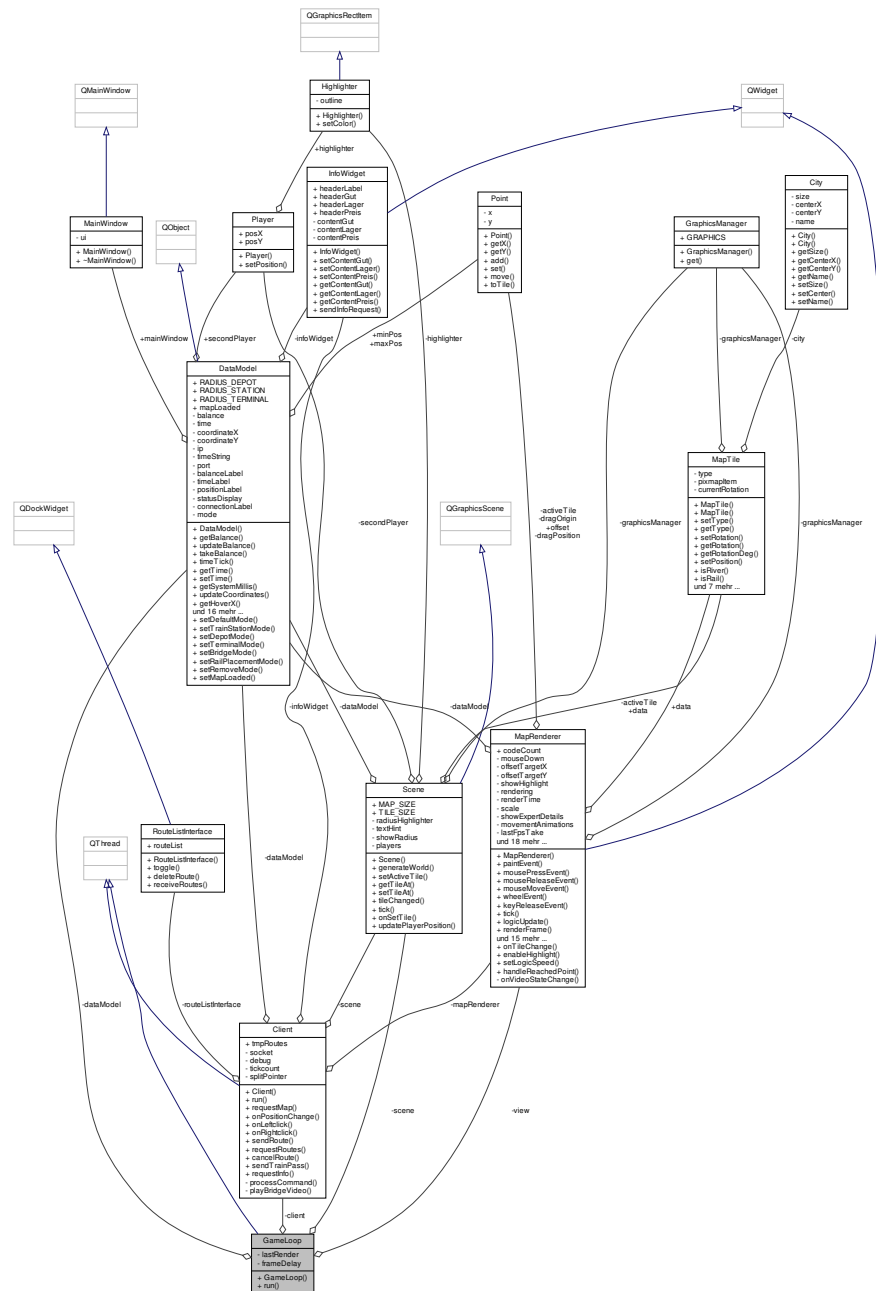 QGraphicsRectItem
Highlighter
- outline
+ Highlighter()
+ setColor()
QMainWindow
QWidget
+highlighter
InfoWidget
+ headerLabel
+ headerGut
+ headerLager
+ headerPreis
- contentGut
- contentLager
- contentPreis
+ InfoWidget()
+ setContentGut()
+ setContentLager()
+ setContentPreis()
+ getContentGut()
+ getContentLager()
+ getContentPreis()
+ sendInfoRequest()
City
- size
- centerX
- centerY
- name
+ City()
+ City()
+ getSize()
+ getCenterX()
+ getCenterY()
+ getName()
+ setSize()
+ setCenter()
+ setName()
Point
- x
- y
+ Point()
+ getX()
+ getY()
+ add()
+ set()
+ move()
+ toTile()
MainWindow
- ui
+ MainWindow()
+ ~MainWindow()
QObject
Player
+ posX
+ posY
+ Player()
+ setPosition()
GraphicsManager
+ GRAPHICS
+ GraphicsManager()
+ get()
+mainWindow
+secondPlayer
-infoWidget
+minPos
+maxPos
-highlighter
-graphicsManager
-city
DataModel
+ RADIUS_DEPOT
+ RADIUS_STATION
+ RADIUS_TERMINAL
+ mapLoaded
- balance
- time
- coordinateX
- coordinateY
- ip
- timeString
- port
- balanceLabel
- timeLabel
- positionLabel
- statusDisplay
- connectionLabel
- mode
+ DataModel()
+ getBalance()
+ updateBalance()
+ takeBalance()
+ timeTick()
+ getTime()
+ setTime()
+ getSystemMillis()
+ updateCoordinates()
+ getHoverX()
und 16 mehr ...
+ setDefaultMode()
+ setTrainStationMode()
+ setDepotMode()
+ setTerminalMode()
+ setBridgeMode()
+ setRailPlacementMode()
+ setRemoveMode()
+ setMapLoaded()
MapTile
- type
- pixmapItem
- currentRotation
+ MapTile()
+ MapTile()
+ setType()
+ getType()
+ setRotation()
+ getRotation()
+ getRotationDeg()
+ setPosition()
+ isRiver()
+ isRail()
und 7 mehr ...
QDockWidget
QGraphicsScene
-secondPlayer
-activeTile
-dragOrigin
+offset
-dragPosition
-graphicsManager
-graphicsManager
-infoWidget
-dataModel
-dataModel
-activeTile
+data
+data
MapRenderer
+ codeCount
- mouseDown
- offsetTargetX
- offsetTargetY
- showHighlight
- rendering
- renderTime
- scale
- showExpertDetails
- movementAnimations
- lastFpsTake
und 18 mehr ...
+ MapRenderer()
+ paintEvent()
+ mousePressEvent()
+ mouseReleaseEvent()
+ mouseMoveEvent()
+ wheelEvent()
+ keyReleaseEvent()
+ tick()
+ logicUpdate()
+ renderFrame()
und 15 mehr ...
+ onTileChange()
+ enableHighlight()
+ setLogicSpeed()
+ handleReachedPoint()
- onVideoStateChange()
Scene
+ MAP_SIZE
+ TILE_SIZE
- radiusHighlighter
- textHint
- showRadius
- players
+ Scene()
+ generateWorld()
+ setActiveTile()
+ getTileAt()
+ setTileAt()
+ tileChanged()
+ tick()
+ onSetTile()
+ updatePlayerPosition()
RouteListInterface
+ routeList
+ RouteListInterface()
+ toggle()
+ deleteRoute()
+ receiveRoutes()
QThread
-dataModel
-dataModel
-routeListInterface
-scene
-mapRenderer
Client
+ tmpRoutes
- socket
- debug
- tickcount
- splitPointer
+ Client()
+ run()
+ requestMap()
+ onPositionChange()
+ onLeftclick()
+ onRightclick()
+ sendRoute()
+ requestRoutes()
+ cancelRoute()
+ sendTrainPass()
+ requestInfo()
- processCommand()
- playBridgeVideo()
-scene
-view
-client
GameLoop
- lastRender
- frameDelay
+ GameLoop()
+ run()